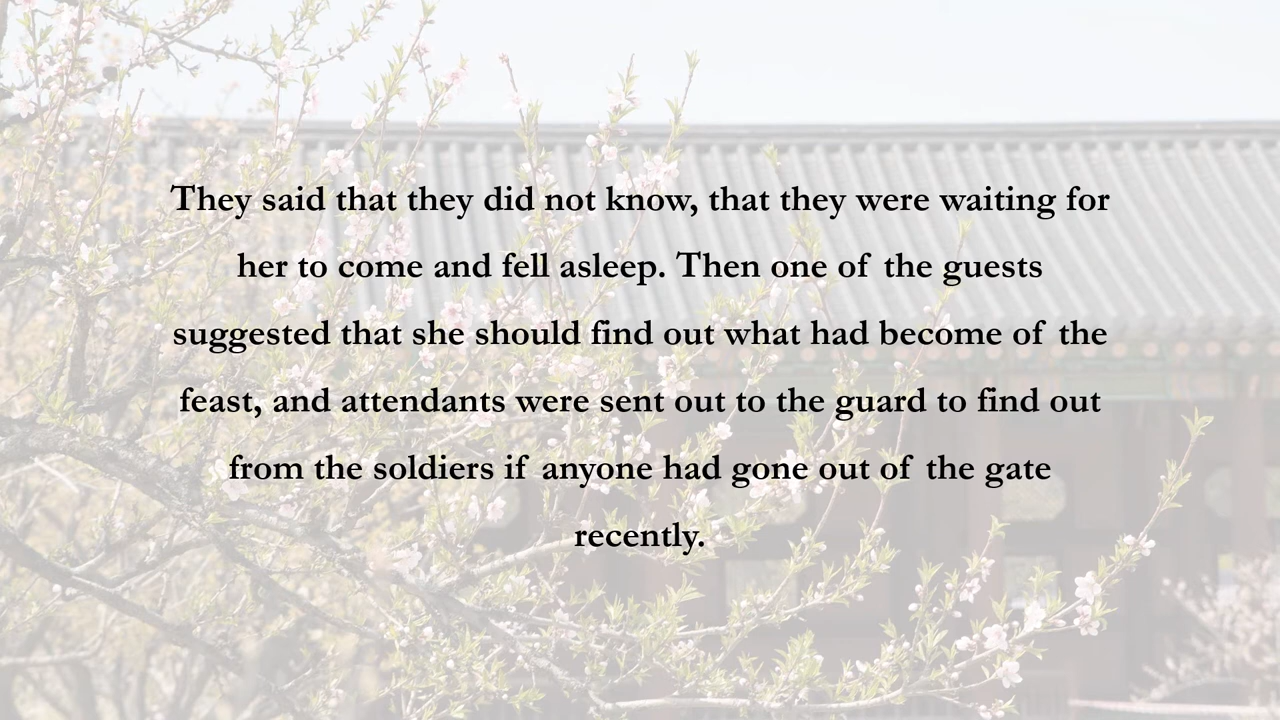 They said that they did not know, that they were waiting for
her to come and fell asleep. Then one of the guests
suggested that she should find out what had become of the
feast, and attendants were sent out to the guard to find out
from the soldiers if anyone had gone out of the gate
recently.